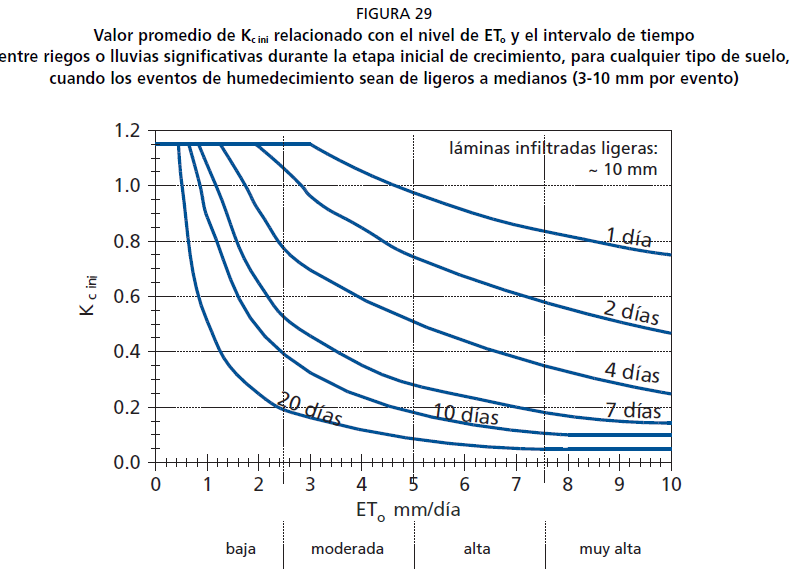 FIGURA 29
Valor promedio de Kc ini relacionado con el nivel de ETo y el intervalo de tiempo
entre riegos o lluvias significativas durante la etapa inicial de crecimiento, para cualquier tipo de suelo,
cuando los eventos de humedecimiento sean de ligeros a medianos (3-10 mm por evento)
láminas infiltradas ligeras:
~ 10 mm
1.2
1.0
0.8
0.6
0.4
0.2
0.0
Kc ini
1 día
2 días
4 días
7 días
10 días
20 días
0 1 2 3 4 5 6 7 8 9 10
ETo mm/día
baja moderada alta muy alta